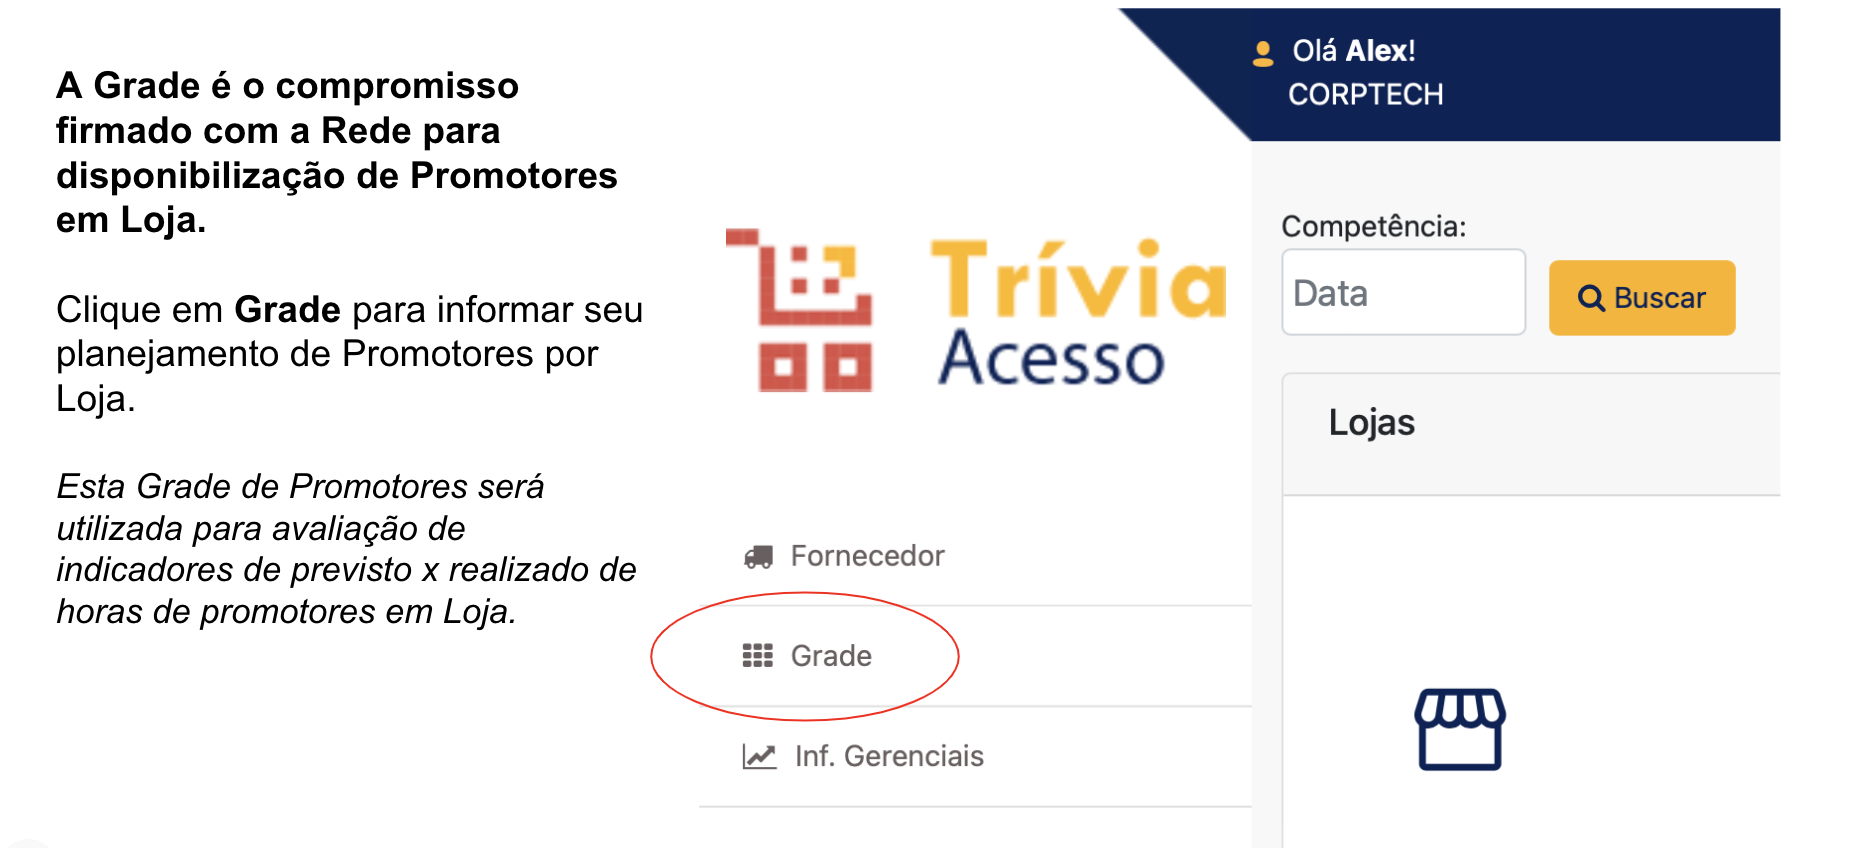 A Grade é o compromisso
firmado com a Rede para
disponibilização de Promotores
em Loja.
Clique em Grade para informar seu
planejamento de Promotores por
Loja.
Esta Grade de Promotores será
utilizada para avaliação de
indicadores de previsto x realizado de
horas de promotores em Loja.
Trívia
Acesso
Fornecedor
Grade
Inf. Gerenciais
Olá Alex!
CORPTECH
Competência:
Data
Buscar
Lojas